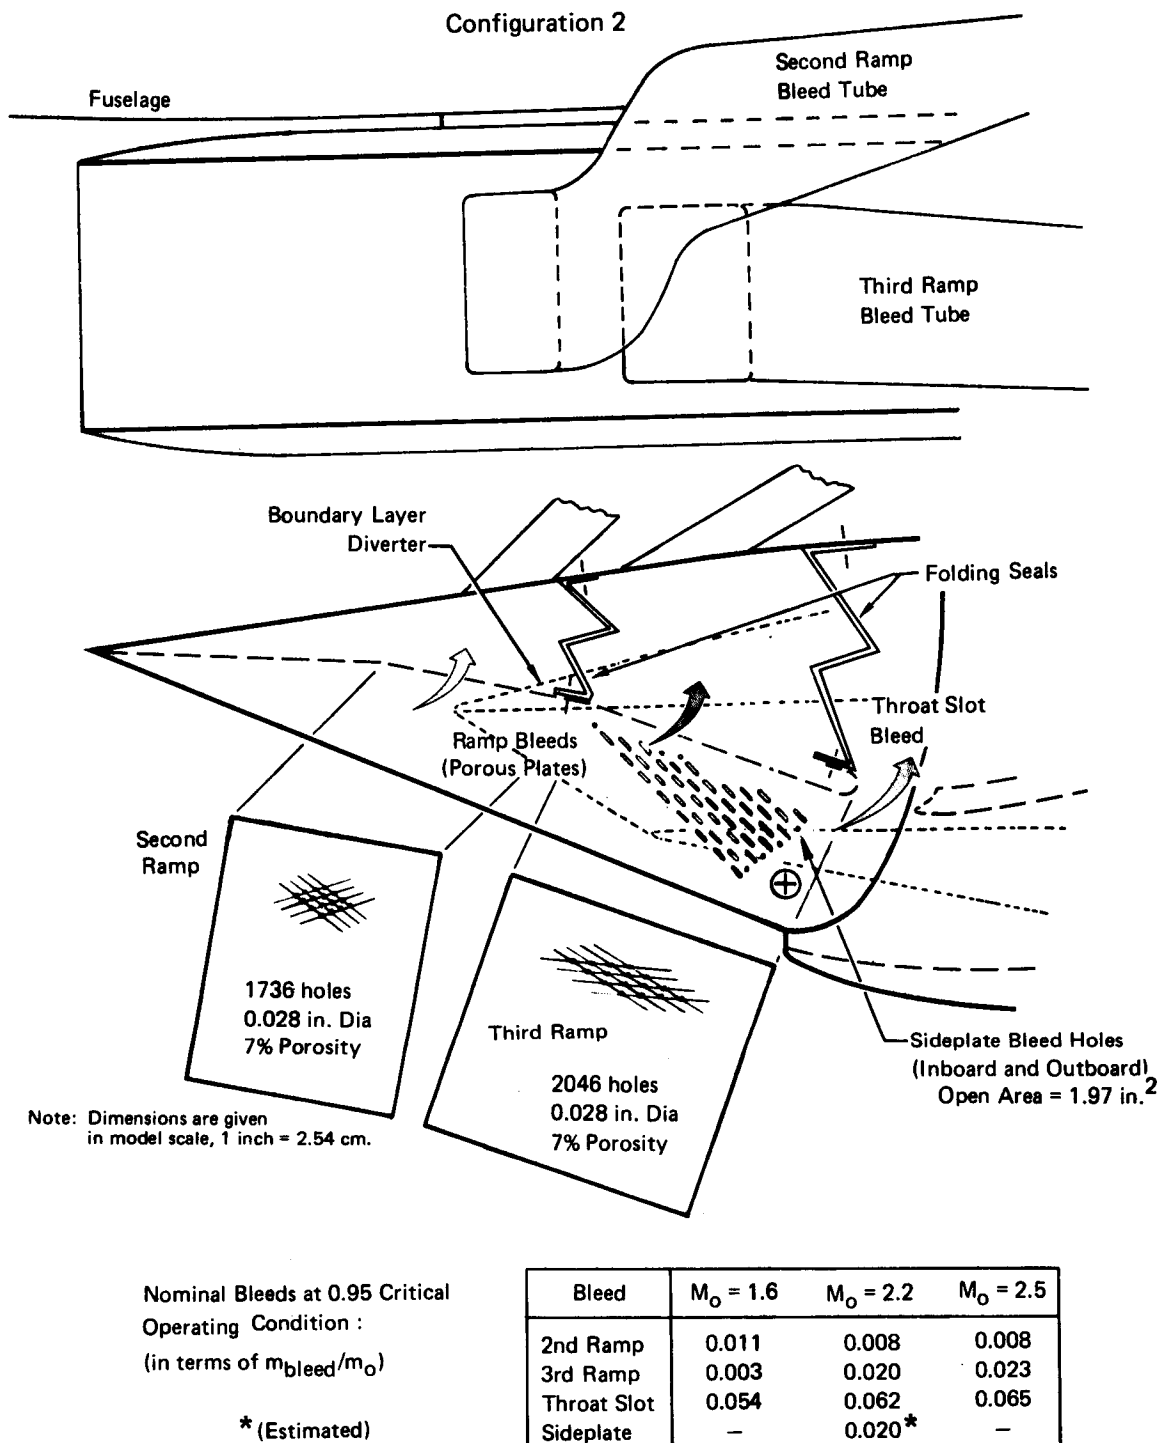 Configuration 2
Fuselage
Second Ramp
Bleed Tube
Third Ramp
Bleed Tube
Boundary Layer
Diverter
Folding Seals
Throat Slot
Bleed
Ramp Bleeds
(Porous Plates)
Second
Ramp
1736 holes
0.028 in. Dia
7% Porosity
Third Ramp
2046 holes
0.028 in. Dia
7% Porosity
Sideplate Bleed Holes
(Inboard and Outboard)
Open Area = 1.97 in.²
Note: Dimensions are given
in model scale, 1 inch = 2.54 cm.
Nominal Bleeds at 0.95 Critical
Operating Condition :
(in terms of m_bleed/m_o)
* (Estimated)
Bleed M_o = 1.6 M_o = 2.2 M_o = 2.5
2nd Ramp 0.011 0.008 0.008
3rd Ramp 0.003 0.020 0.023
Throat Slot 0.054 0.062 0.065
Sideplate – 0.020* –